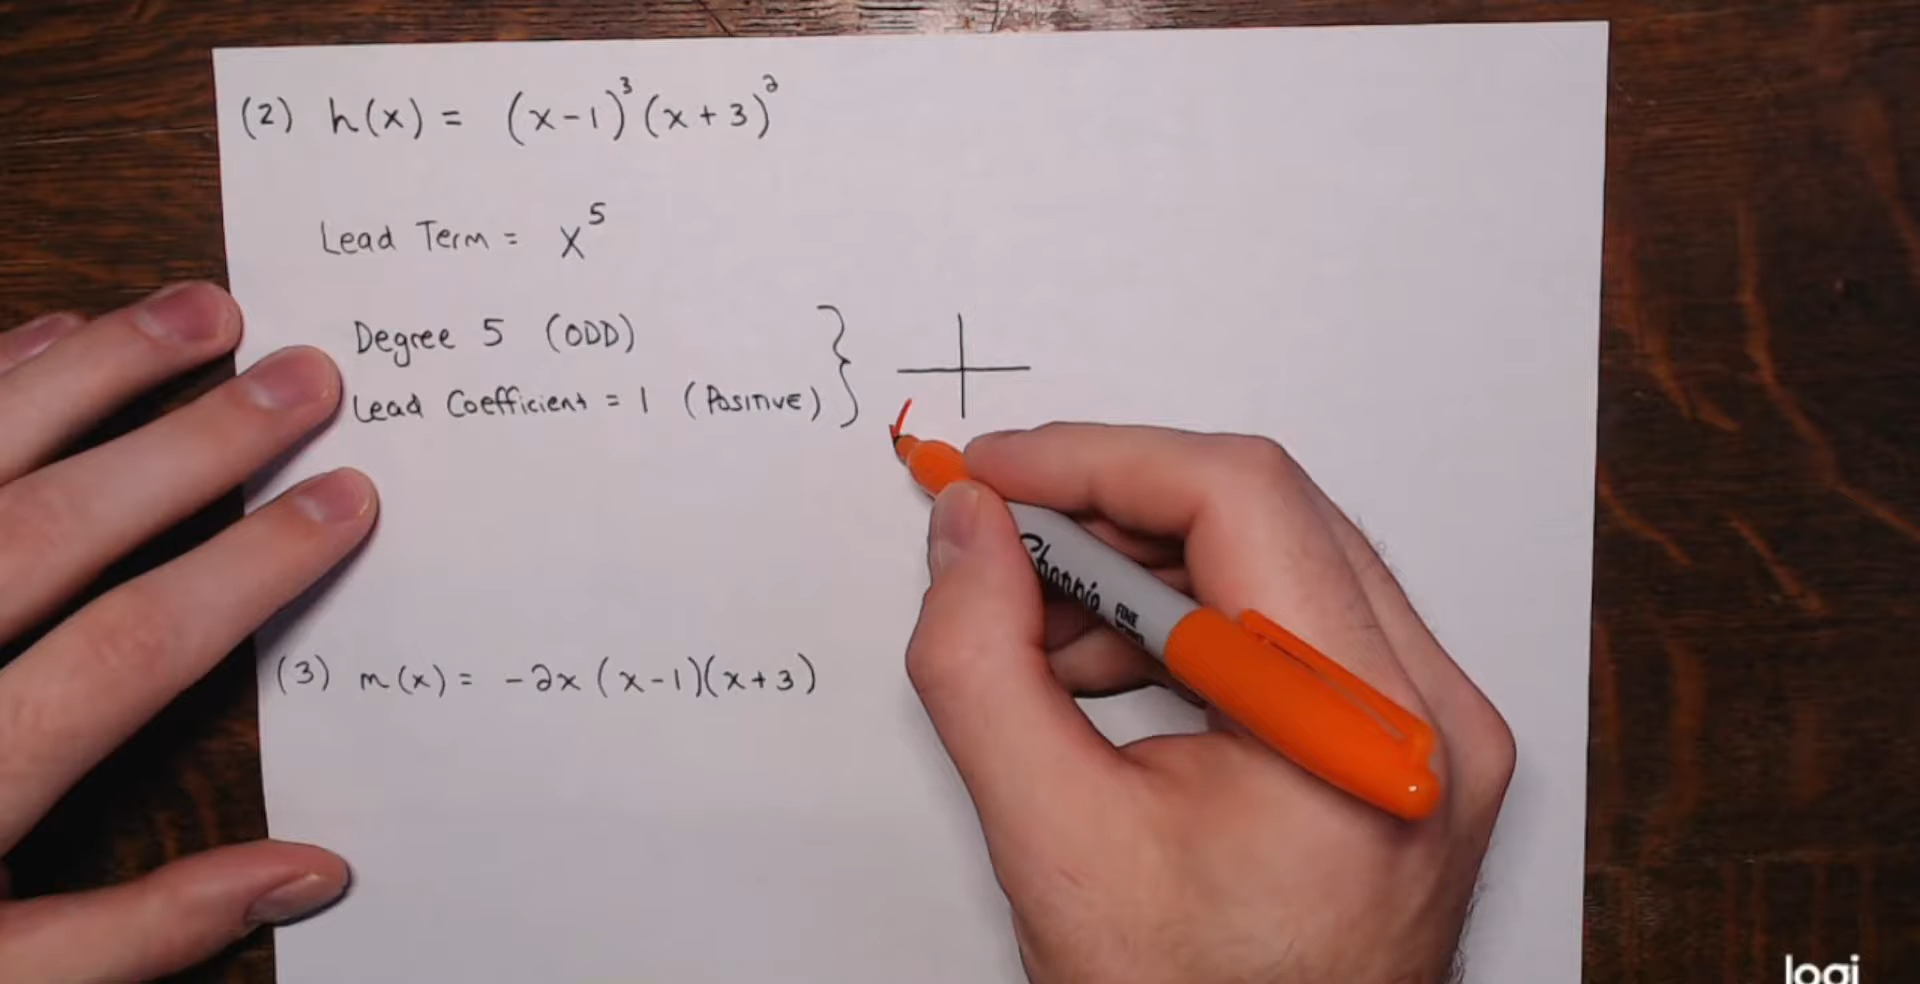 (2) h(x) = (x-1)³(x+3)²
Lead Term = x⁵
Degree 5 (ODD)
Lead Coefficient = 1 (Positive)
(3) m(x) = -2x(x-1)(x+3)
Sharpie
FINE
logi